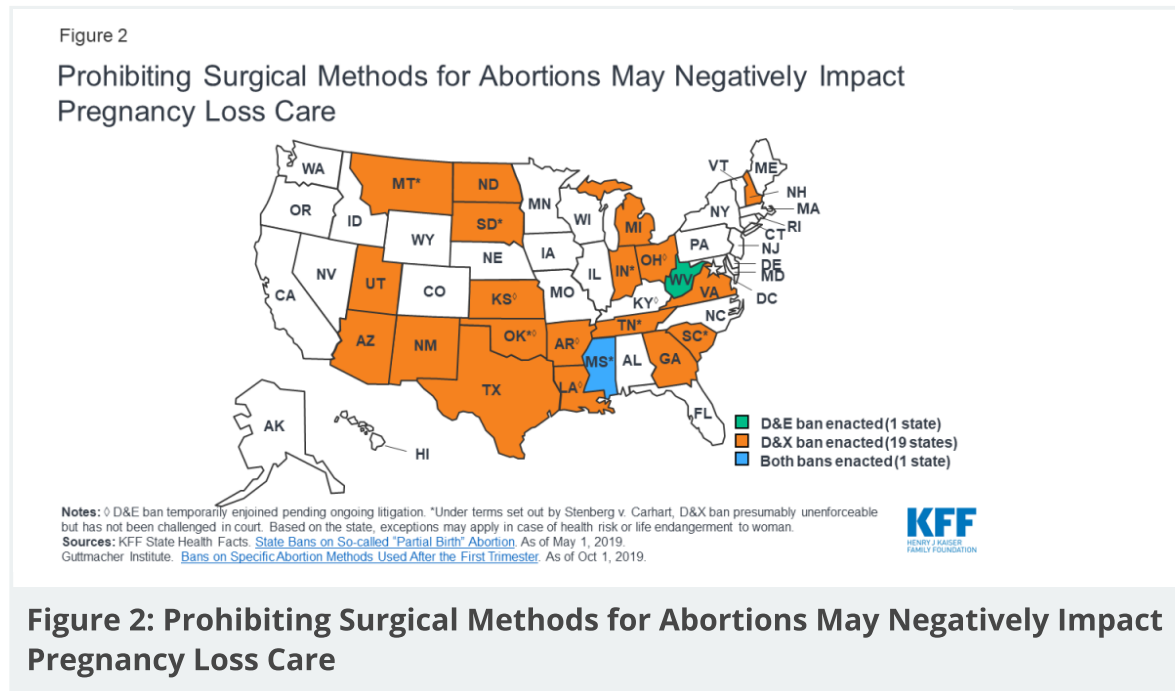 Figure 2
Prohibiting Surgical Methods for Abortions May Negatively Impact
Pregnancy Loss Care
WA
MT*
ND
MN
VT
ME
NH
OR
ID
SD*
WI
MI
NY
MA
RI
CT
WY
IA
PA
NJ
NE
OH◊
DE
MD
NV
UT
CO
IL
IN*
WV
VA
DC
CA
KS◊
MO
KY◊
NC
AZ
NM
OK*◊
AR◊
TN*
SC*
TX
LA◊
MS*
AL
GA
FL
AK
HI
D&E ban enacted (1 state)
D&X ban enacted (19 states)
Both bans enacted (1 state)
Notes: ◊ D&E ban temporarily enjoined pending ongoing litigation. *Under terms set out by Stenberg v. Carhart, D&X ban presumably unenforceable
but has not been challenged in court. Based on the state, exceptions may apply in case of health risk or life endangerment to woman.
Sources: KFF State Health Facts. State Bans on So-called "Partial Birth" Abortion. As of May 1, 2019.
Guttmacher Institute. Bans on Specific Abortion Methods Used After the First Trimester. As of Oct 1, 2019.
KFF
HENRY J KAISER
FAMILY FOUNDATION
Figure 2: Prohibiting Surgical Methods for Abortions May Negatively Impact
Pregnancy Loss Care